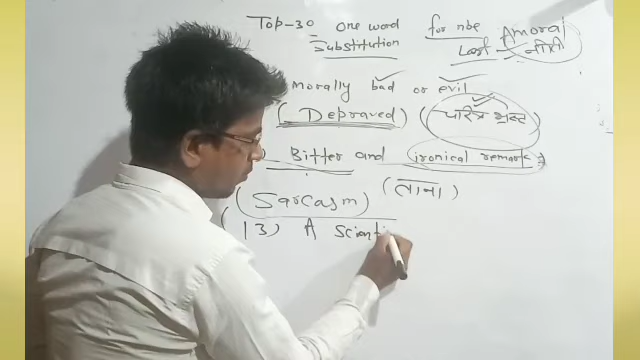 Top-30 one word for nbe Amoral
Substitution Last → नीति
Morally bad or evil
(Depraved) (चरित्र भ्रष्ट)
) Bitter and ironical remark :
(Sarcasm) (ताना)
13) A Scienti